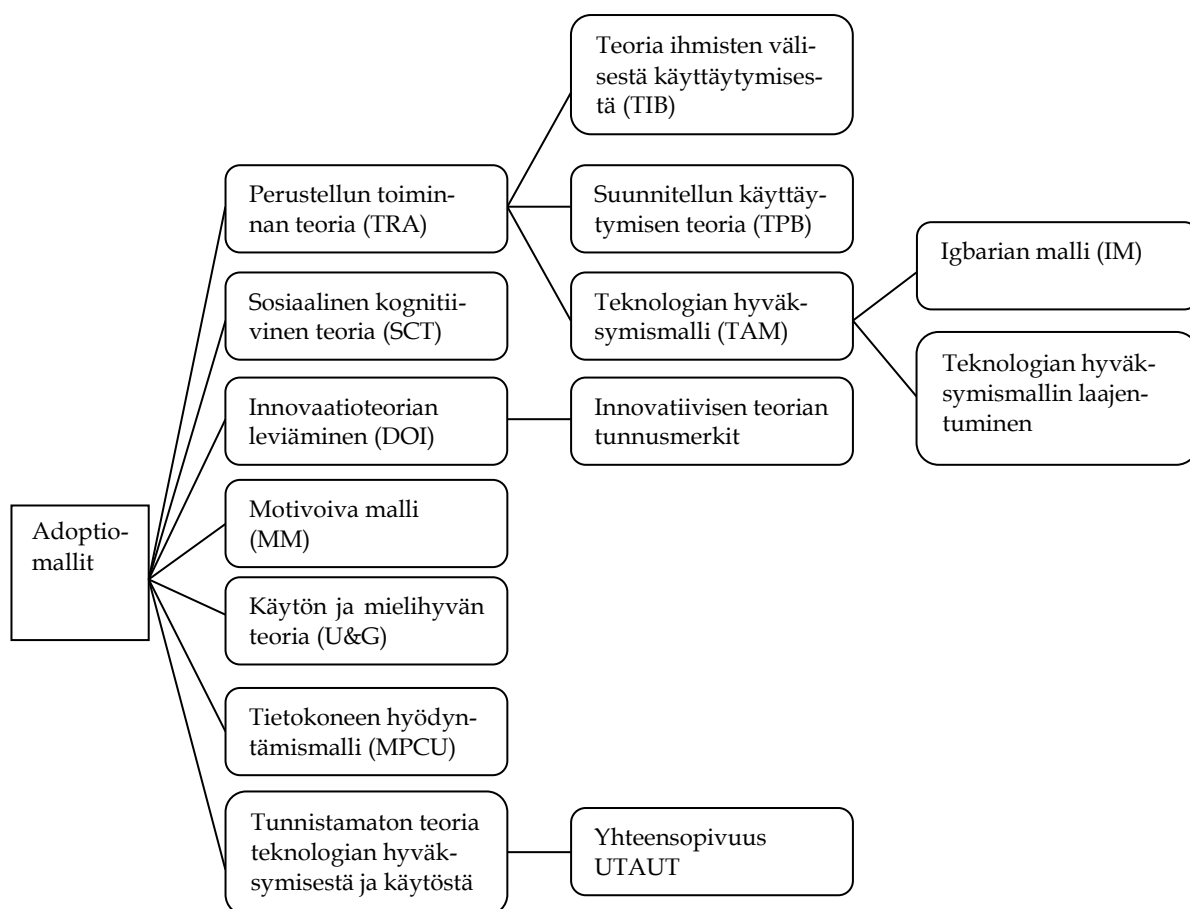 Adoptio-
mallit
Perustellun toimin-
nan teoria (TRA)
Teoria ihmisten väli-
sestä käyttäytymises-
tä (TIB)
Suunnitellun käyttäy-
tymisen teoria (TPB)
Teknologian hyväk-
symismalli (TAM)
Igbarian malli (IM)
Teknologian hyväk-
symismallin laajen-
tuminen
Sosiaalinen kognitii-
vinen teoria (SCT)
Innovaatioteorian
leviäminen (DOI)
Innovatiivisen teorian
tunnusmerkit
Motivoiva malli
(MM)
Käytön ja mielihyvän
teoria (U&G)
Tietokoneen hyödyn-
tämismalli (MPCU)
Tunnistamaton teoria
teknologian hyväk-
symisestä ja käytöstä
Yhteensopivuus
UTAUT